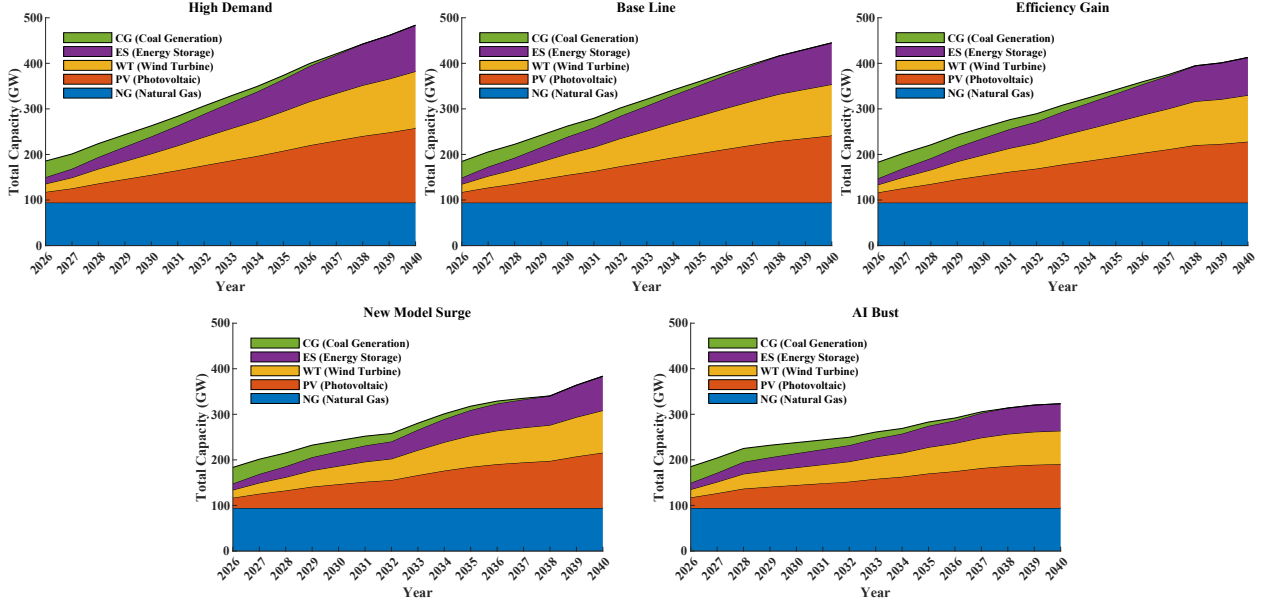 High Demand
500
400
300
200
100
0
Total Capacity (GW)
CG (Coal Generation)
ES (Energy Storage)
WT (Wind Turbine)
PV (Photovoltaic)
NG (Natural Gas)
2026 2027 2028 2029 2030 2031 2032 2033 2034 2035 2036 2037 2038 2039 2040
Year
Base Line
500
400
300
200
100
0
Total Capacity (GW)
CG (Coal Generation)
ES (Energy Storage)
WT (Wind Turbine)
PV (Photovoltaic)
NG (Natural Gas)
2026 2027 2028 2029 2030 2031 2032 2033 2034 2035 2036 2037 2038 2039 2040
Year
Efficiency Gain
500
400
300
200
100
0
Total Capacity (GW)
CG (Coal Generation)
ES (Energy Storage)
WT (Wind Turbine)
PV (Photovoltaic)
NG (Natural Gas)
2026 2027 2028 2029 2030 2031 2032 2033 2034 2035 2036 2037 2038 2039 2040
Year
New Model Surge
500
400
300
200
100
0
Total Capacity (GW)
CG (Coal Generation)
ES (Energy Storage)
WT (Wind Turbine)
PV (Photovoltaic)
NG (Natural Gas)
2026 2027 2028 2029 2030 2031 2032 2033 2034 2035 2036 2037 2038 2039 2040
Year
AI Bust
500
400
300
200
100
0
Total Capacity (GW)
CG (Coal Generation)
ES (Energy Storage)
WT (Wind Turbine)
PV (Photovoltaic)
NG (Natural Gas)
2026 2027 2028 2029 2030 2031 2032 2033 2034 2035 2036 2037 2038 2039 2040
Year